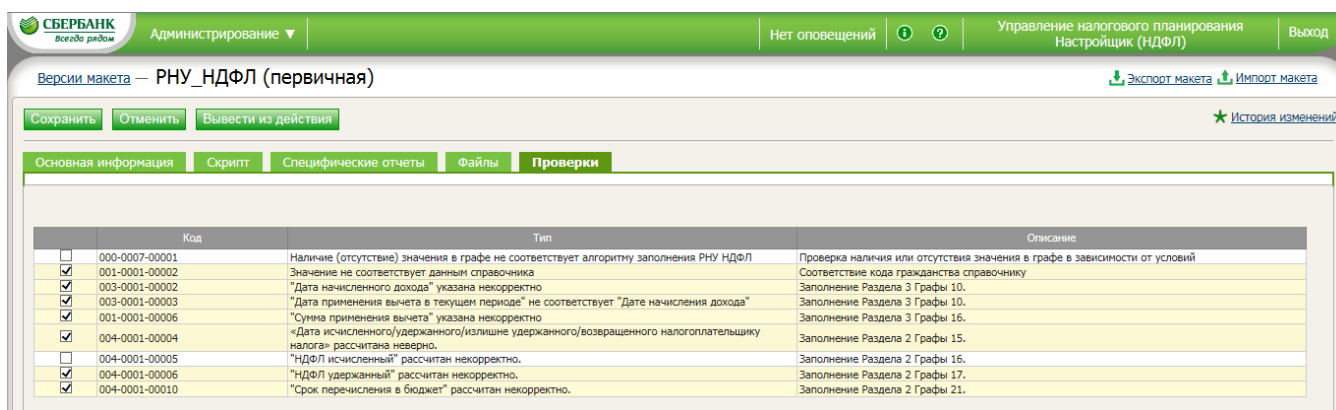 СБЕРБАНК
Всегда рядом
Администрирование ▼
Нет оповещений
Управление налогового планирования
Настройщик (НДФЛ)
Выход
Версии макета — РНУ_НДФЛ (первичная)
Экспорт макета Импорт макета
Сохранить Отменить Вывести из действия
История изменений
Основная информация Скрипт Специфические отчеты Файлы Проверки
Код Тип Описание
000-0007-00001 Наличие (отсутствие) значения в графе не соответствует алгоритму заполнения РНУ НДФЛ Проверка наличия или отсутствия значения в графе в зависимости от условий
001-0001-00002 Значение не соответствует данным справочника Соответствие кода гражданства справочнику
003-0001-00002 "Дата начисленного дохода" указана некорректно Заполнение Раздела 3 Графы 10.
003-0001-00003 "Дата применения вычета в текущем периоде" не соответствует "Дате начисления дохода" Заполнение Раздела 3 Графы 10.
001-0001-00006 "Сумма применения вычета" указана некорректно Заполнение Раздела 3 Графы 16.
004-0001-00004 «Дата исчисленного/удержанного/излишне удержанного/возвращенного налогоплательщику
налога» рассчитана неверно. Заполнение Раздела 2 Графы 15.
004-0001-00005 "НДФЛ исчисленный" рассчитан некорректно. Заполнение Раздела 2 Графы 16.
004-0001-00006 "НДФЛ удержанный" рассчитан некорректно. Заполнение Раздела 2 Графы 17.
004-0001-00010 "Срок перечисления в бюджет" рассчитан некорректно. Заполнение Раздела 2 Графы 21.